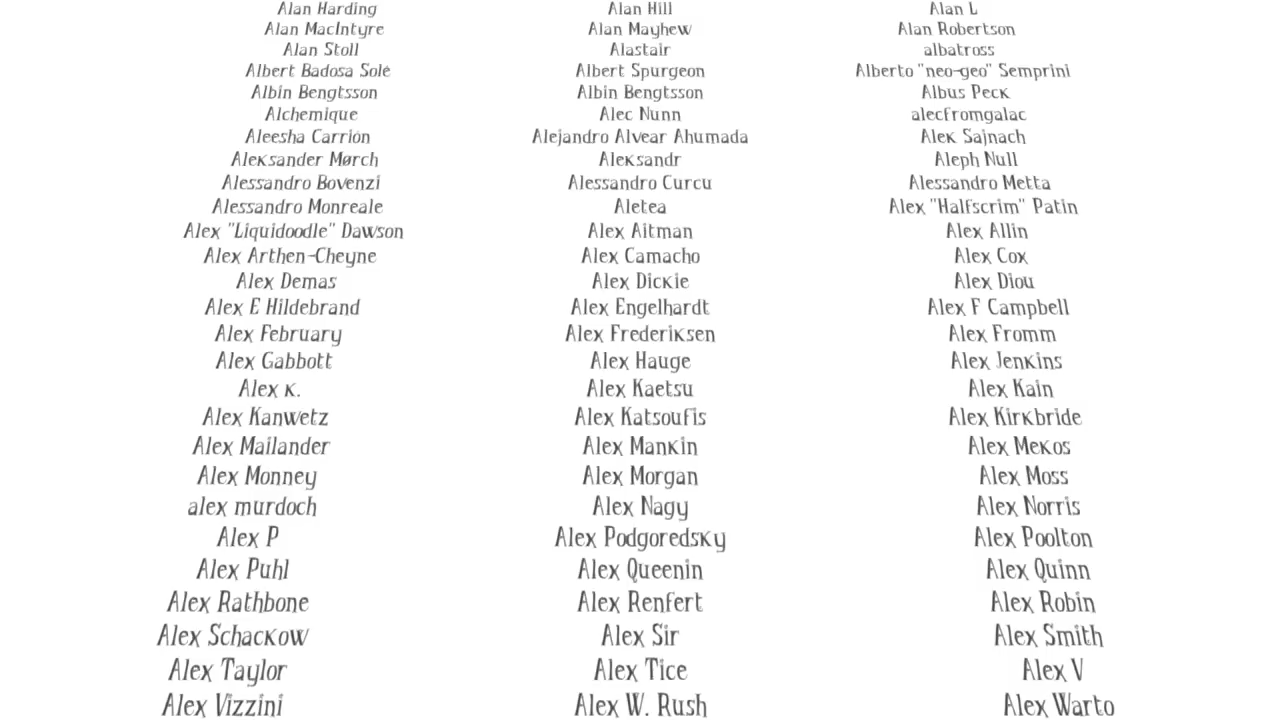 Alan Harding Alan Hill Alan L
Alan MacIntyre Alan Mayhew Alan Robertson
Alan Stoll Alastair albatross
Albert Badosa Solé Albert Spurgeon Alberto "neo-geo" Semprini
Albin Bengtsson Albin Bengtsson Albus Peck
Alchemique Alec Nunn alecfromgalac
Aleesha Carrion Alejandro Alvear Ahumada Alek Sajnach
Aleksander Mørch Aleksandr Aleph Null
Alessandro Bovenzi Alessandro Curcu Alessandro Metta
Alessandro Monreale Aletea Alex "Halfscrim" Patin
Alex "Liquidoodle" Dawson Alex Aitman Alex Allin
Alex Arthen-Cheyne Alex Camacho Alex Cox
Alex Demas Alex Dickie Alex Diou
Alex E Hildebrand Alex Engelhardt Alex F Campbell
Alex February Alex Frederiksen Alex Fromm
Alex Gabbott Alex Hauge Alex Jenkins
Alex k. Alex Kaetsu Alex Kain
Alex Kanwetz Alex Katsoufis Alex Kirkbride
Alex Mailander Alex Mankin Alex Mekos
Alex Monney Alex Morgan Alex Moss
alex murdoch Alex Nagy Alex Norris
Alex P Alex Podgoredsky Alex Poolton
Alex Puhl Alex Queenin Alex Quinn
Alex Rathbone Alex Renfert Alex Robin
Alex Schackow Alex Sir Alex Smith
Alex Taylor Alex Tice Alex V
Alex Vizzini Alex W. Rush Alex Warto